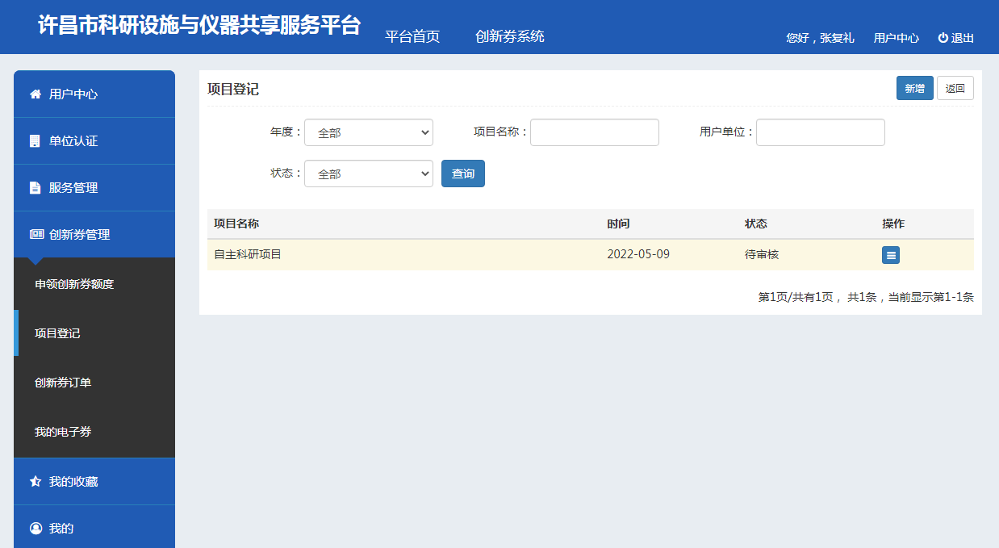 许昌市科研设施与仪器共享服务平台
平台首页 创新券系统
您好，张复礼 用户中心 退出
用户中心
单位认证
服务管理
创新券管理
申领创新券额度
项目登记
创新券订单
我的电子券
我的收藏
我的
项目登记
新增 返回
年度： 全部 项目名称： 用户单位：
状态： 全部 查询
项目名称 时间 状态 操作
自主科研项目 2022-05-09 待审核
第1页/共有1页， 共1条，当前显示第1-1条